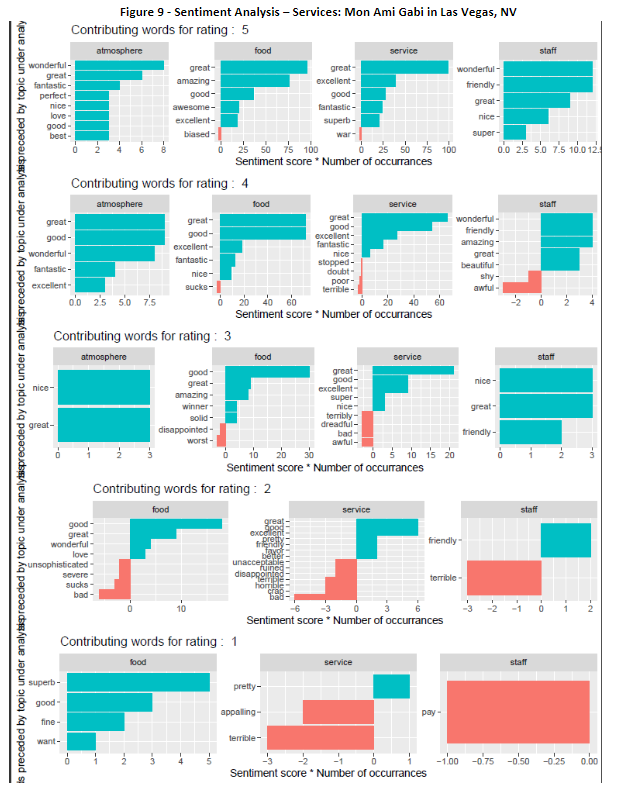 Figure 9 - Sentiment Analysis – Services: Mon Ami Gabi in Las Vegas, NV
Contributing words for rating : 5
atmosphere food service staff
wonderful
great
fantastic
perfect
nice
love
good
best
0 2 4 6 8
great
amazing
good
awesome
excellent
biased
0 25 50 75 100
great
excellent
good
fantastic
superb
war
0 25 50 75 100
wonderful
friendly
great
nice
super
0.0 2.5 5.0 7.5 10.0 12.5
Sentiment score * Number of occurrances
Contributing words for rating : 4
atmosphere food service staff
great
good
wonderful
fantastic
excellent
0.0 2.5 5.0 7.5
great
good
excellent
fantastic
nice
sucks
0 20 40 60
great
good
excellent
fantastic
nice
stopped
doubt
poor
terrible
0 20 40 60
wonderful
friendly
amazing
great
beautiful
shy
awful
−2 0 2 4
Sentiment score * Number of occurrances
Contributing words for rating : 3
atmosphere food service staff
nice
great
0 1 2 3
good
great
amazing
winner
solid
disappointed
worst
0 10 20 30
great
good
excellent
super
nice
terribly
dreadful
bad
awful
0 5 10 15 20
nice
great
friendly
0 1 2 3
Sentiment score * Number of occurrances
Contributing words for rating : 2
food service staff
good
great
wonderful
love
unsophisticated
severe
sucks
bad
0 10
great
good
excellent
pretty
friendly
favor
better
unacceptable
ruined
disappointed
terrible
horrible
crap
bad
−6 −3 0 3 6
friendly
terrible
−3 −2 −1 0 1 2
Sentiment score * Number of occurrances
Contributing words for rating : 1
food service staff
superb
good
fine
want
0 1 2 3 4 5
pretty
appalling
terrible
−3 −2 −1 0 1
pay
−1.00 −0.75 −0.50 −0.25 0.00
Sentiment score * Number of occurrances
preceded by topic under analysis